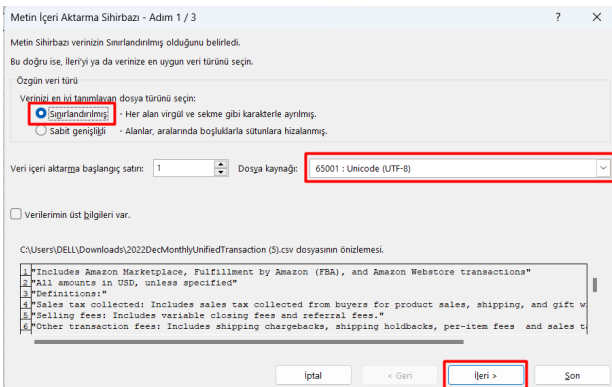 Metin İçeri Aktarma Sihirbazı - Adım 1 / 3 ? X
Metin Sihirbazı verinizin Sınırlandırılmış olduğunu belirledi.
Bu doğru ise, İleri'yi ya da verinize en uygun veri türünü seçin.
Özgün veri türü
Verinizi en iyi tanımlayan dosya türünü seçin:
Sınırlandırılmış - Her alan virgül ve sekme gibi karakterle ayrılmış.
Sabit genişlikli - Alanlar, aralarında boşluklarla sütunlara hizalanmış.
Veri içeri aktarma başlangıç satırı: 1 Dosya kaynağı: 65001 : Unicode (UTF-8)
Verilerimin üst bilgileri var.
C:\Users\DELL\Downloads\2022DecMonthlyUnifiedTransaction (5).csv dosyasının önizlemesi.
1 "Includes Amazon Marketplace, Fulfillment by Amazon (FBA), and Amazon Webstore transactions"
2 "All amounts in USD, unless specified"
3 "Definitions:"
4 "Sales tax collected: Includes sales tax collected from buyers for product sales, shipping, and gift w
5 "Selling fees: Includes variable closing fees and referral fees."
6 "Other transaction fees: Includes shipping chargebacks, shipping holdbacks, per-item fees and sales t
İptal < Geri İleri > Son